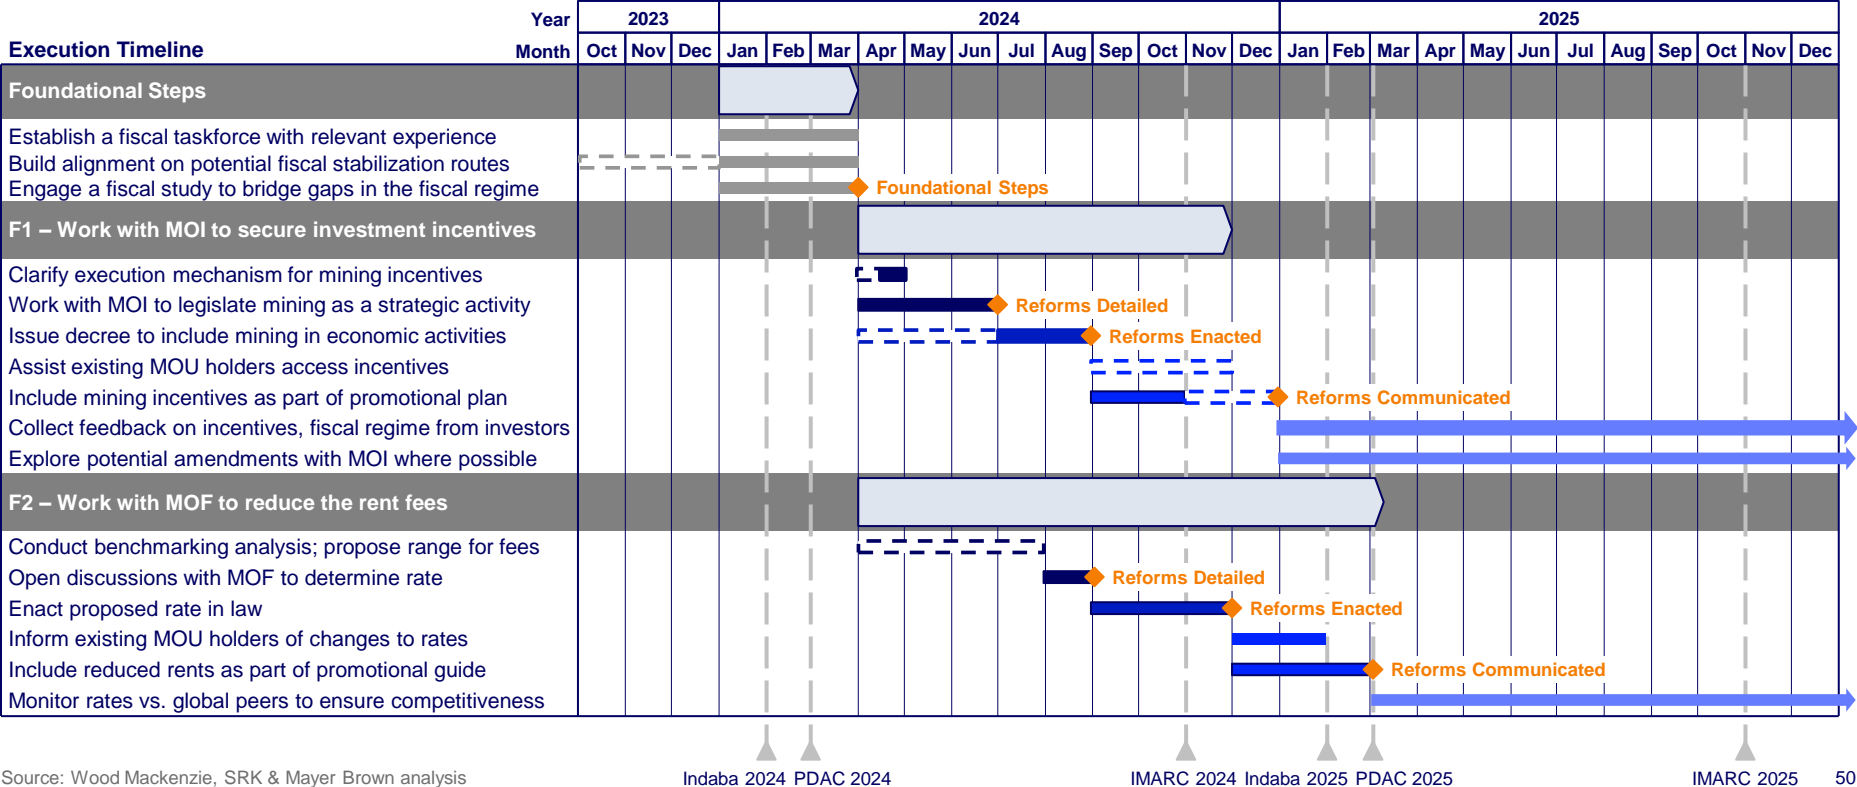 Year 2023 2024 2025
Execution Timeline Month Oct Nov Dec Jan Feb Mar Apr May Jun Jul Aug Sep Oct Nov Dec Jan Feb Mar Apr May Jun Jul Aug Sep Oct Nov Dec
Foundational Steps
Establish a fiscal taskforce with relevant experience
Build alignment on potential fiscal stabilization routes
Engage a fiscal study to bridge gaps in the fiscal regime Foundational Steps
F1 – Work with MOI to secure investment incentives
Clarify execution mechanism for mining incentives
Work with MOI to legislate mining as a strategic activity Reforms Detailed
Issue decree to include mining in economic activities Reforms Enacted
Assist existing MOU holders access incentives
Include mining incentives as part of promotional plan Reforms Communicated
Collect feedback on incentives, fiscal regime from investors
Explore potential amendments with MOI where possible
F2 – Work with MOF to reduce the rent fees
Conduct benchmarking analysis; propose range for fees
Open discussions with MOF to determine rate Reforms Detailed
Enact proposed rate in law Reforms Enacted
Inform existing MOU holders of changes to rates
Include reduced rents as part of promotional guide Reforms Communicated
Monitor rates vs. global peers to ensure competitiveness
Source: Wood Mackenzie, SRK & Mayer Brown analysis Indaba 2024 PDAC 2024 IMARC 2024 Indaba 2025 PDAC 2025 IMARC 2025 50